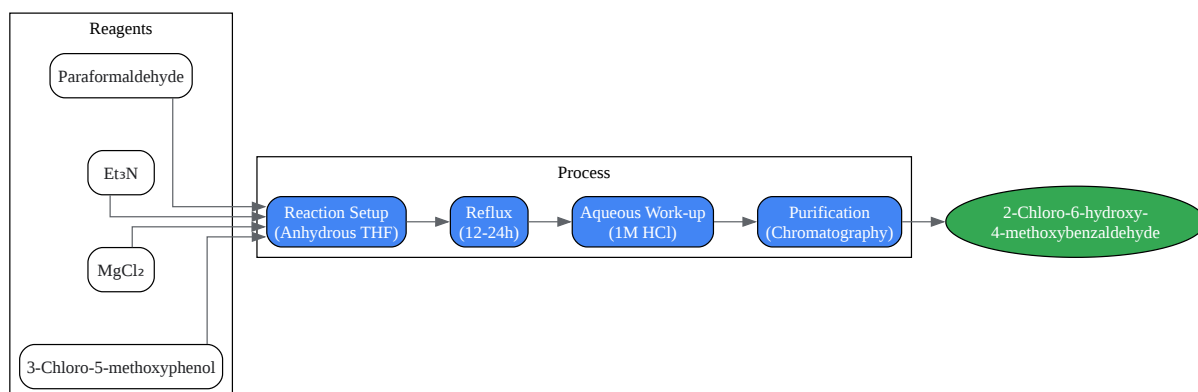 Reagents
Paraformaldehyde
Et₃N
MgCl₂
3-Chloro-5-methoxyphenol
Process
Reaction Setup
(Anhydrous THF)
Reflux
(12-24h)
Aqueous Work-up
(1M HCl)
Purification
(Chromatography)
2-Chloro-6-hydroxy-
4-methoxybenzaldehyde